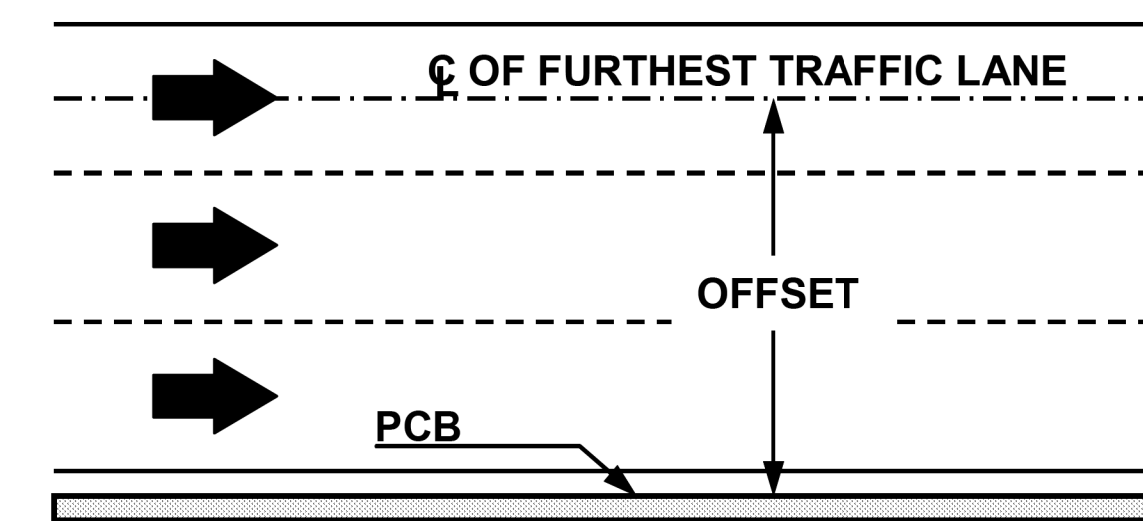 ℄ OF FURTHEST TRAFFIC LANE
OFFSET
PCB